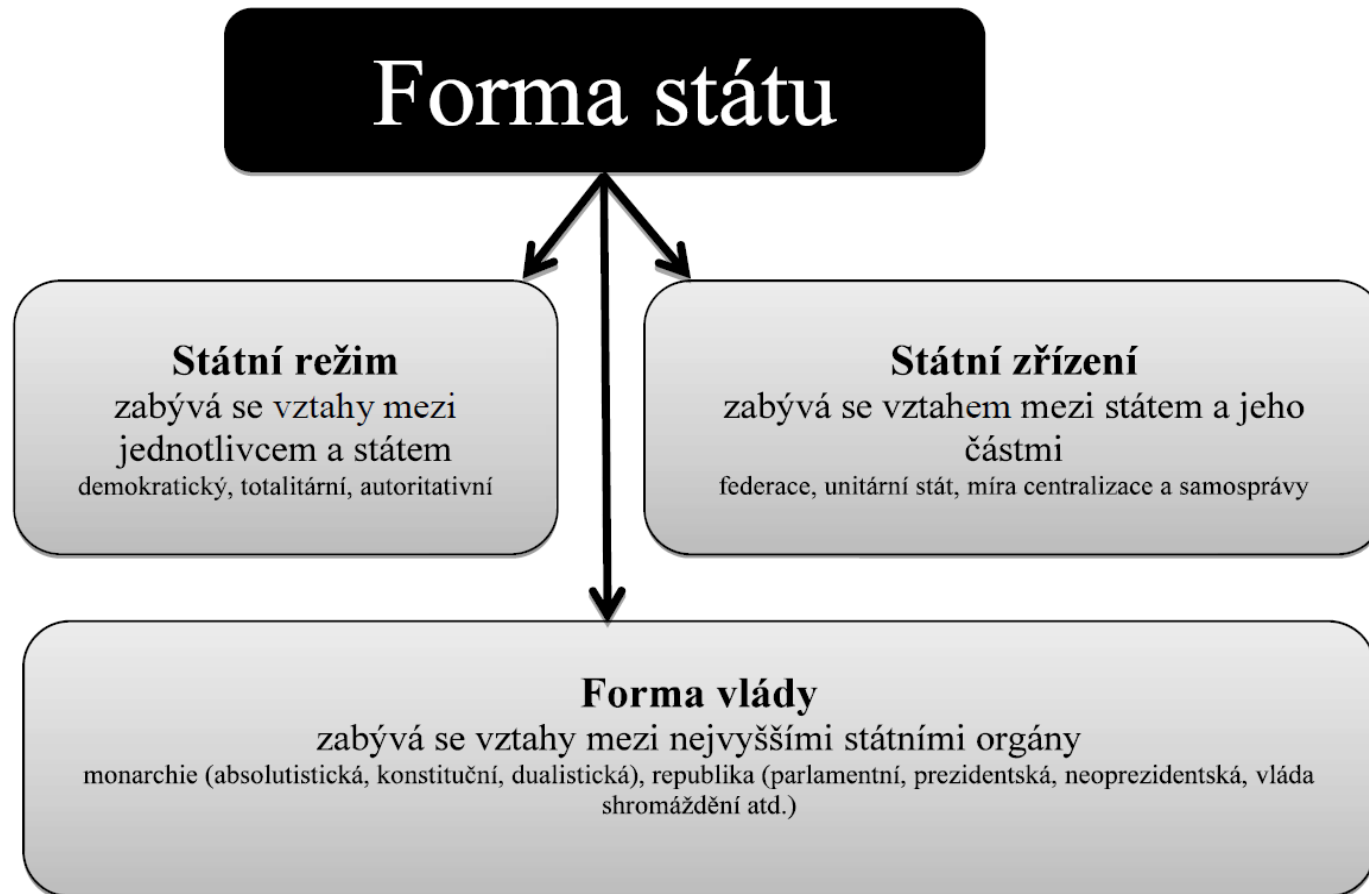 Forma státu
Státní režim
zabývá se vztahy mezi
jednotlivcem a státem
demokratický, totalitární, autoritativní
Státní zřízení
zabývá se vztahem mezi státem a jeho
částmi
federace, unitární stát, míra centralizace a samosprávy
Forma vlády
zabývá se vztahy mezi nejvyššími státními orgány
monarchie (absolutistická, konstituční, dualistická), republika (parlamentní, prezidentská, neoprezidentská, vláda
shromáždění atd.)